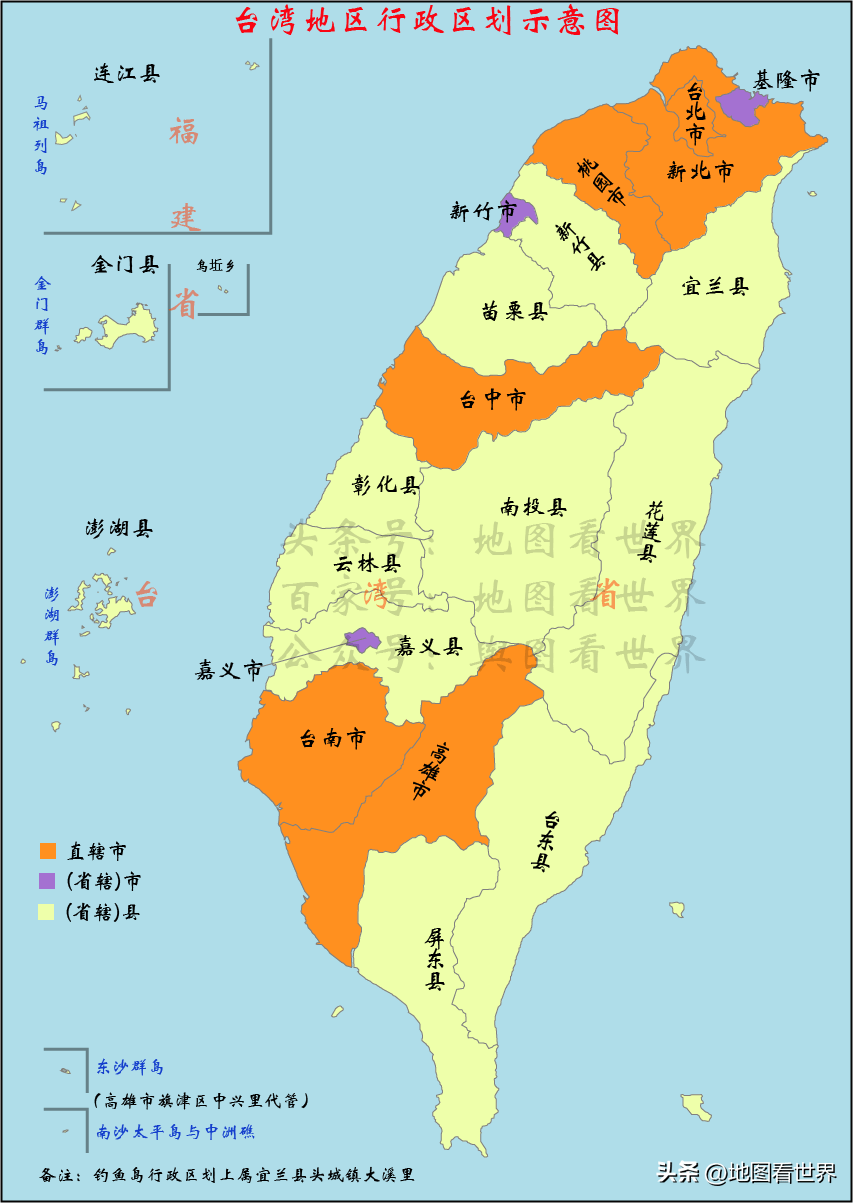 台湾地区行政区划示意图
连江县
马祖列岛
福建省
金门县
乌坵乡
金门群岛
基隆市
台北市
新北市
桃园市
新竹市
新竹县
宜兰县
苗栗县
台中市
彰化县
南投县
花莲县
澎湖县
澎湖群岛
云林县
台湾省
头条号：地图看世界
百家号：地图看世界
公众号：舆图看世界
嘉义县
嘉义市
台南市
高雄市
台东县
屏东县
直辖市
(省辖)市
(省辖)县
东沙群岛
(高雄市旗津区中兴里代管)
南沙太平岛与中洲礁
备注：钓鱼岛行政区划上属宜兰县头城镇大溪里
头条 @地图看世界